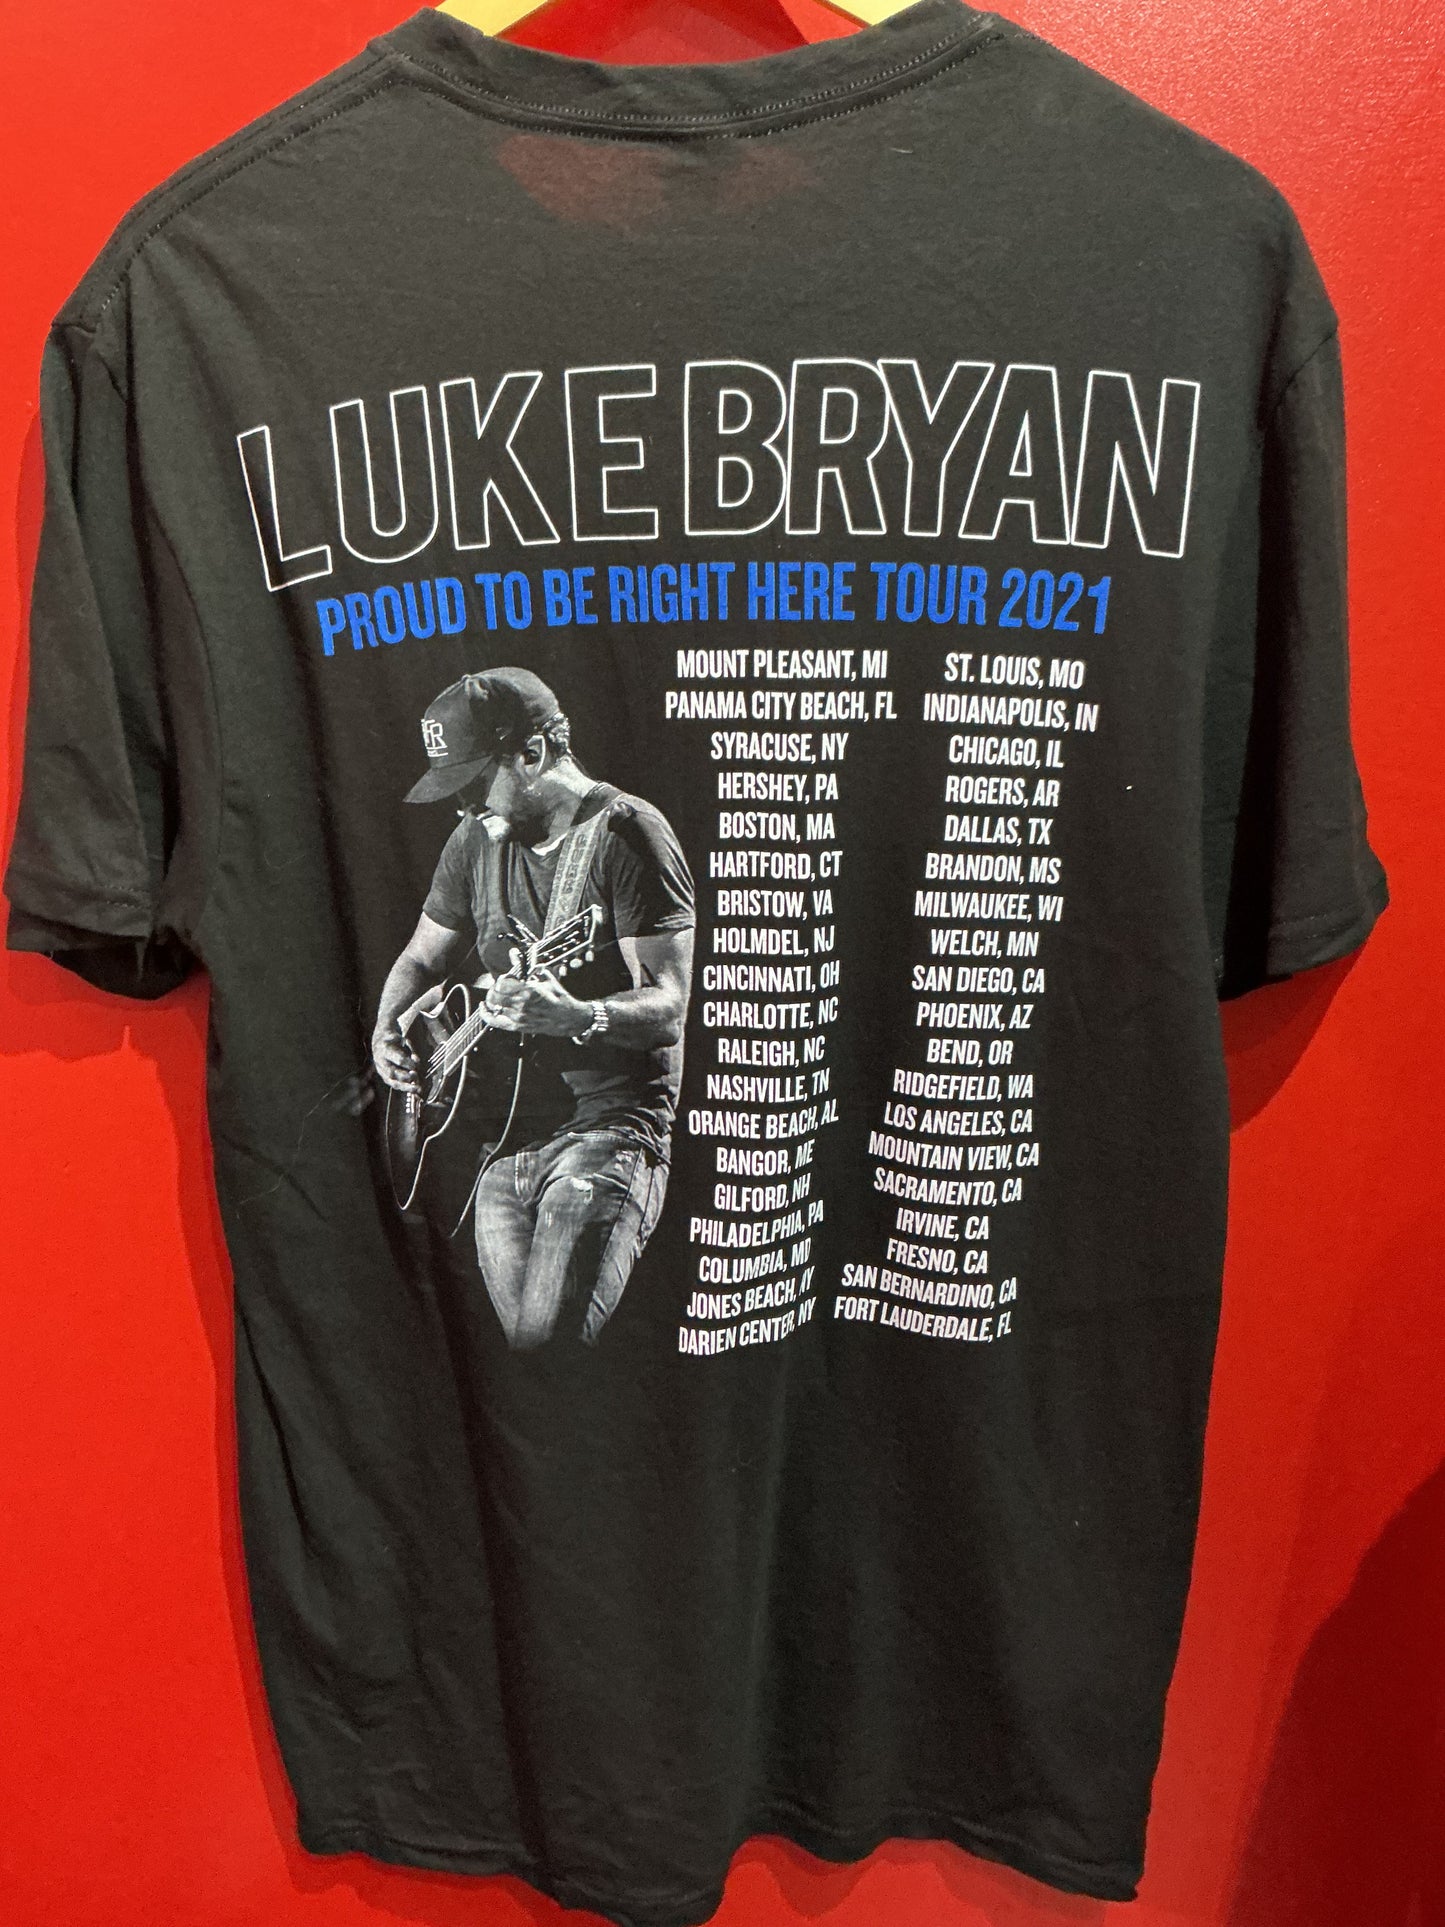 LUKE BRYAN
PROUD TO BE RIGHT HERE TOUR 2021
MOUNT PLEASANT, MI
PANAMA CITY BEACH, FL
SYRACUSE, NY
HERSHEY, PA
BOSTON, MA
HARTFORD, CT
BRISTOW, VA
HOLMDEL, NJ
CINCINNATI, OH
CHARLOTTE, NC
RALEIGH, NC
NASHVILLE, TN
ORANGE BEACH, AL
BANGOR, ME
GILFORD, NH
PHILADELPHIA, PA
COLUMBIA, MD
JONES BEACH, NY
DARIEN CENTER, NY
ST. LOUIS, MO
INDIANAPOLIS, IN
CHICAGO, IL
ROGERS, AR
DALLAS, TX
BRANDON, MS
MILWAUKEE, WI
WELCH, MN
SAN DIEGO, CA
PHOENIX, AZ
BEND, OR
RIDGEFIELD, WA
LOS ANGELES, CA
MOUNTAIN VIEW, CA
SACRAMENTO, CA
IRVINE, CA
FRESNO, CA
SAN BERNARDINO, CA
FORT LAUDERDALE, FL